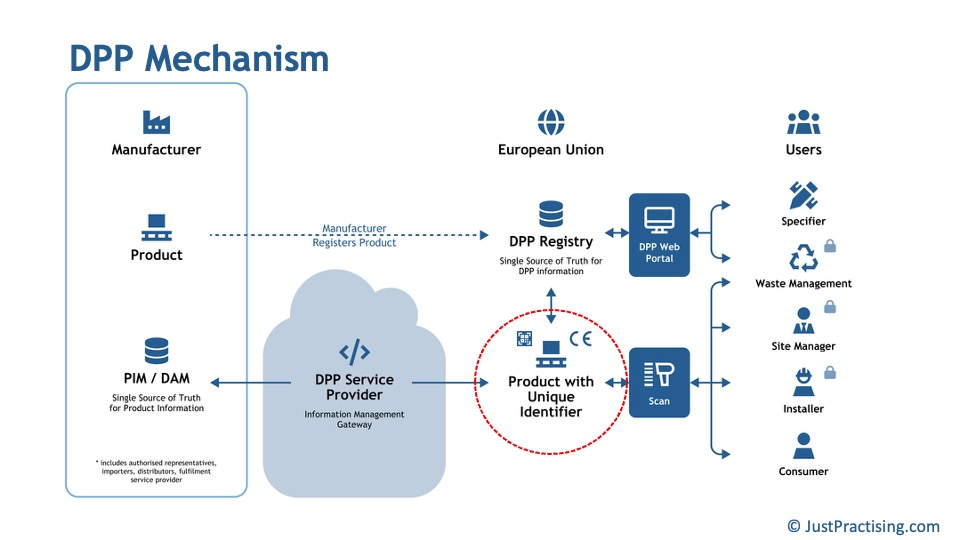 DPP Mechanism
Manufacturer
European Union
Users
Product
Manufacturer
Registers Product
DPP Registry
Single Source of Truth for
DPP information
DPP Web
Portal
Specifier
Waste Management
Site Manager
PIM / DAM
Single Source of Truth
for Product Information
</>
DPP Service
Provider
Information Management
Gateway
CE
Product with
Unique
Identifier
Scan
Installer
Consumer
* includes authorised representatives,
importers, distributors, fulfilment
service provider
© JustPractising.com